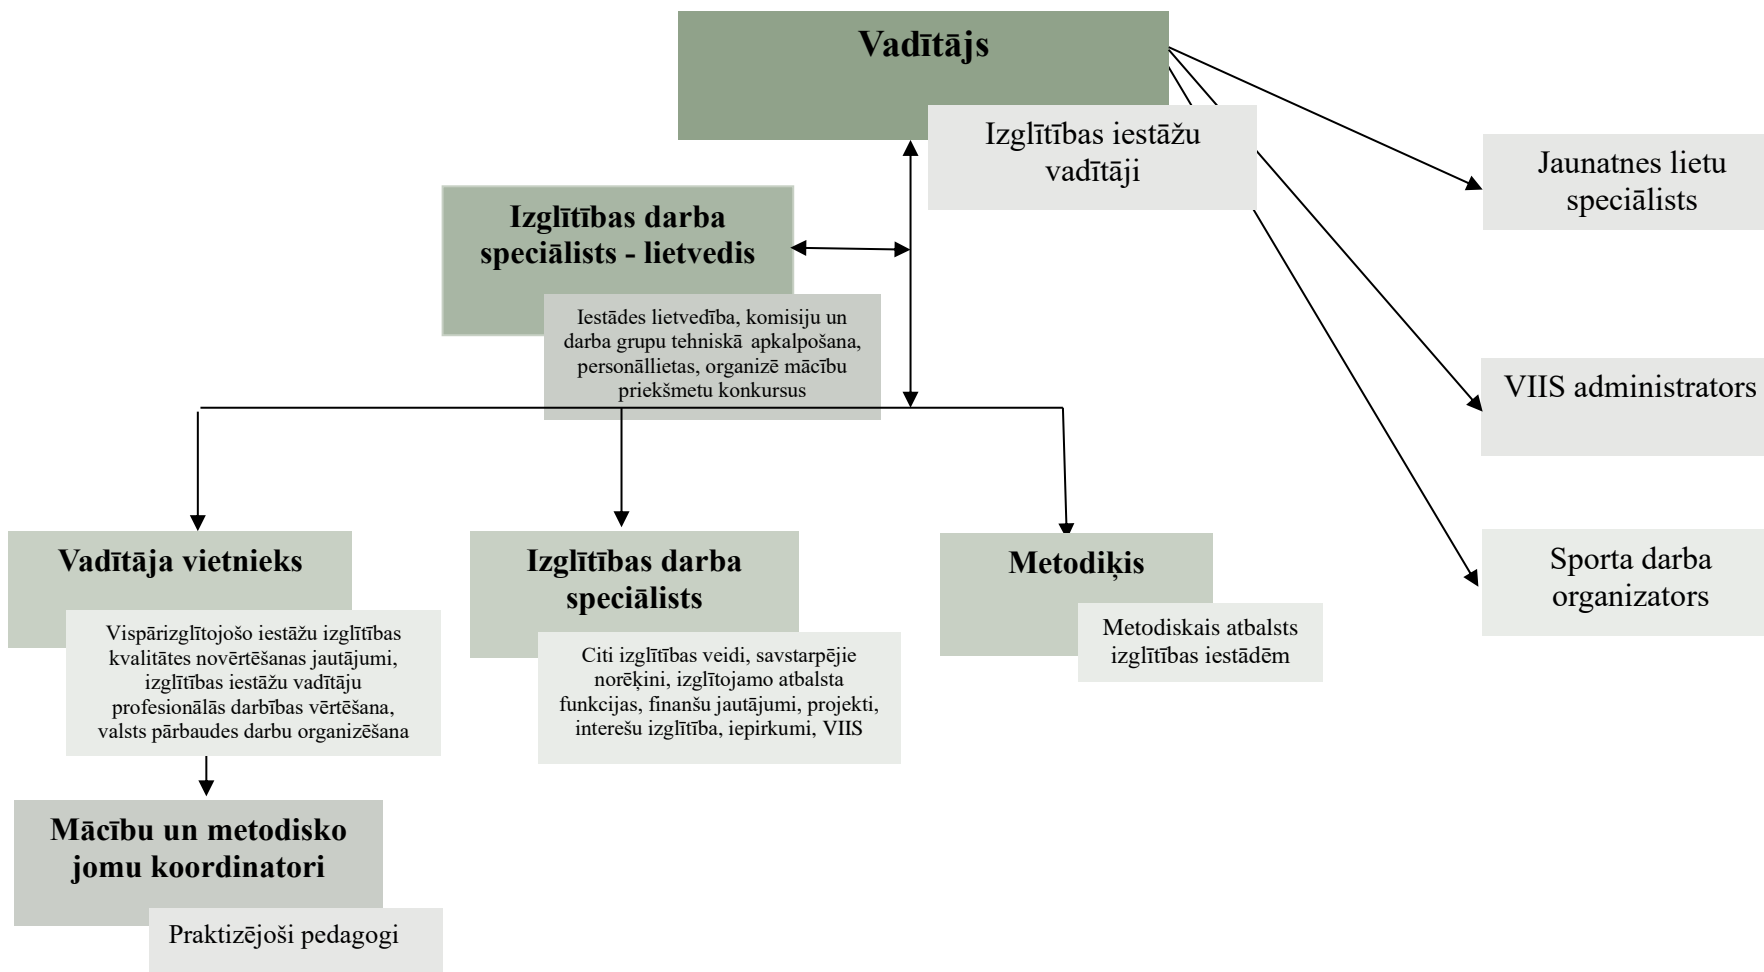 Vadītājs
Izglītības iestāžu
vadītāji
Jaunatnes lietu
speciālists
Izglītības darba
speciālists - lietvedis
Iestādes lietvedība, komisiju un
darba grupu tehniskā apkalpošana,
personāllietas, organizē mācību
priekšmetu konkursus
VIIS administrators
Sporta darba
organizators
Vadītāja vietnieks
Vispārizglītojošo iestāžu izglītības
kvalitātes novērtēšanas jautājumi,
izglītības iestāžu vadītāju
profesionālās darbības vērtēšana,
valsts pārbaudes darbu organizēšana
Izglītības darba
speciālists
Citi izglītības veidi, savstarpējie
norēķini, izglītojamo atbalsta
funkcijas, finanšu jautājumi, projekti,
interešu izglītība, iepirkumi, VIIS
Metodiķis
Metodiskais atbalsts
izglītības iestādēm
Mācību un metodisko
jomu koordinatori
Praktizējoši pedagogi